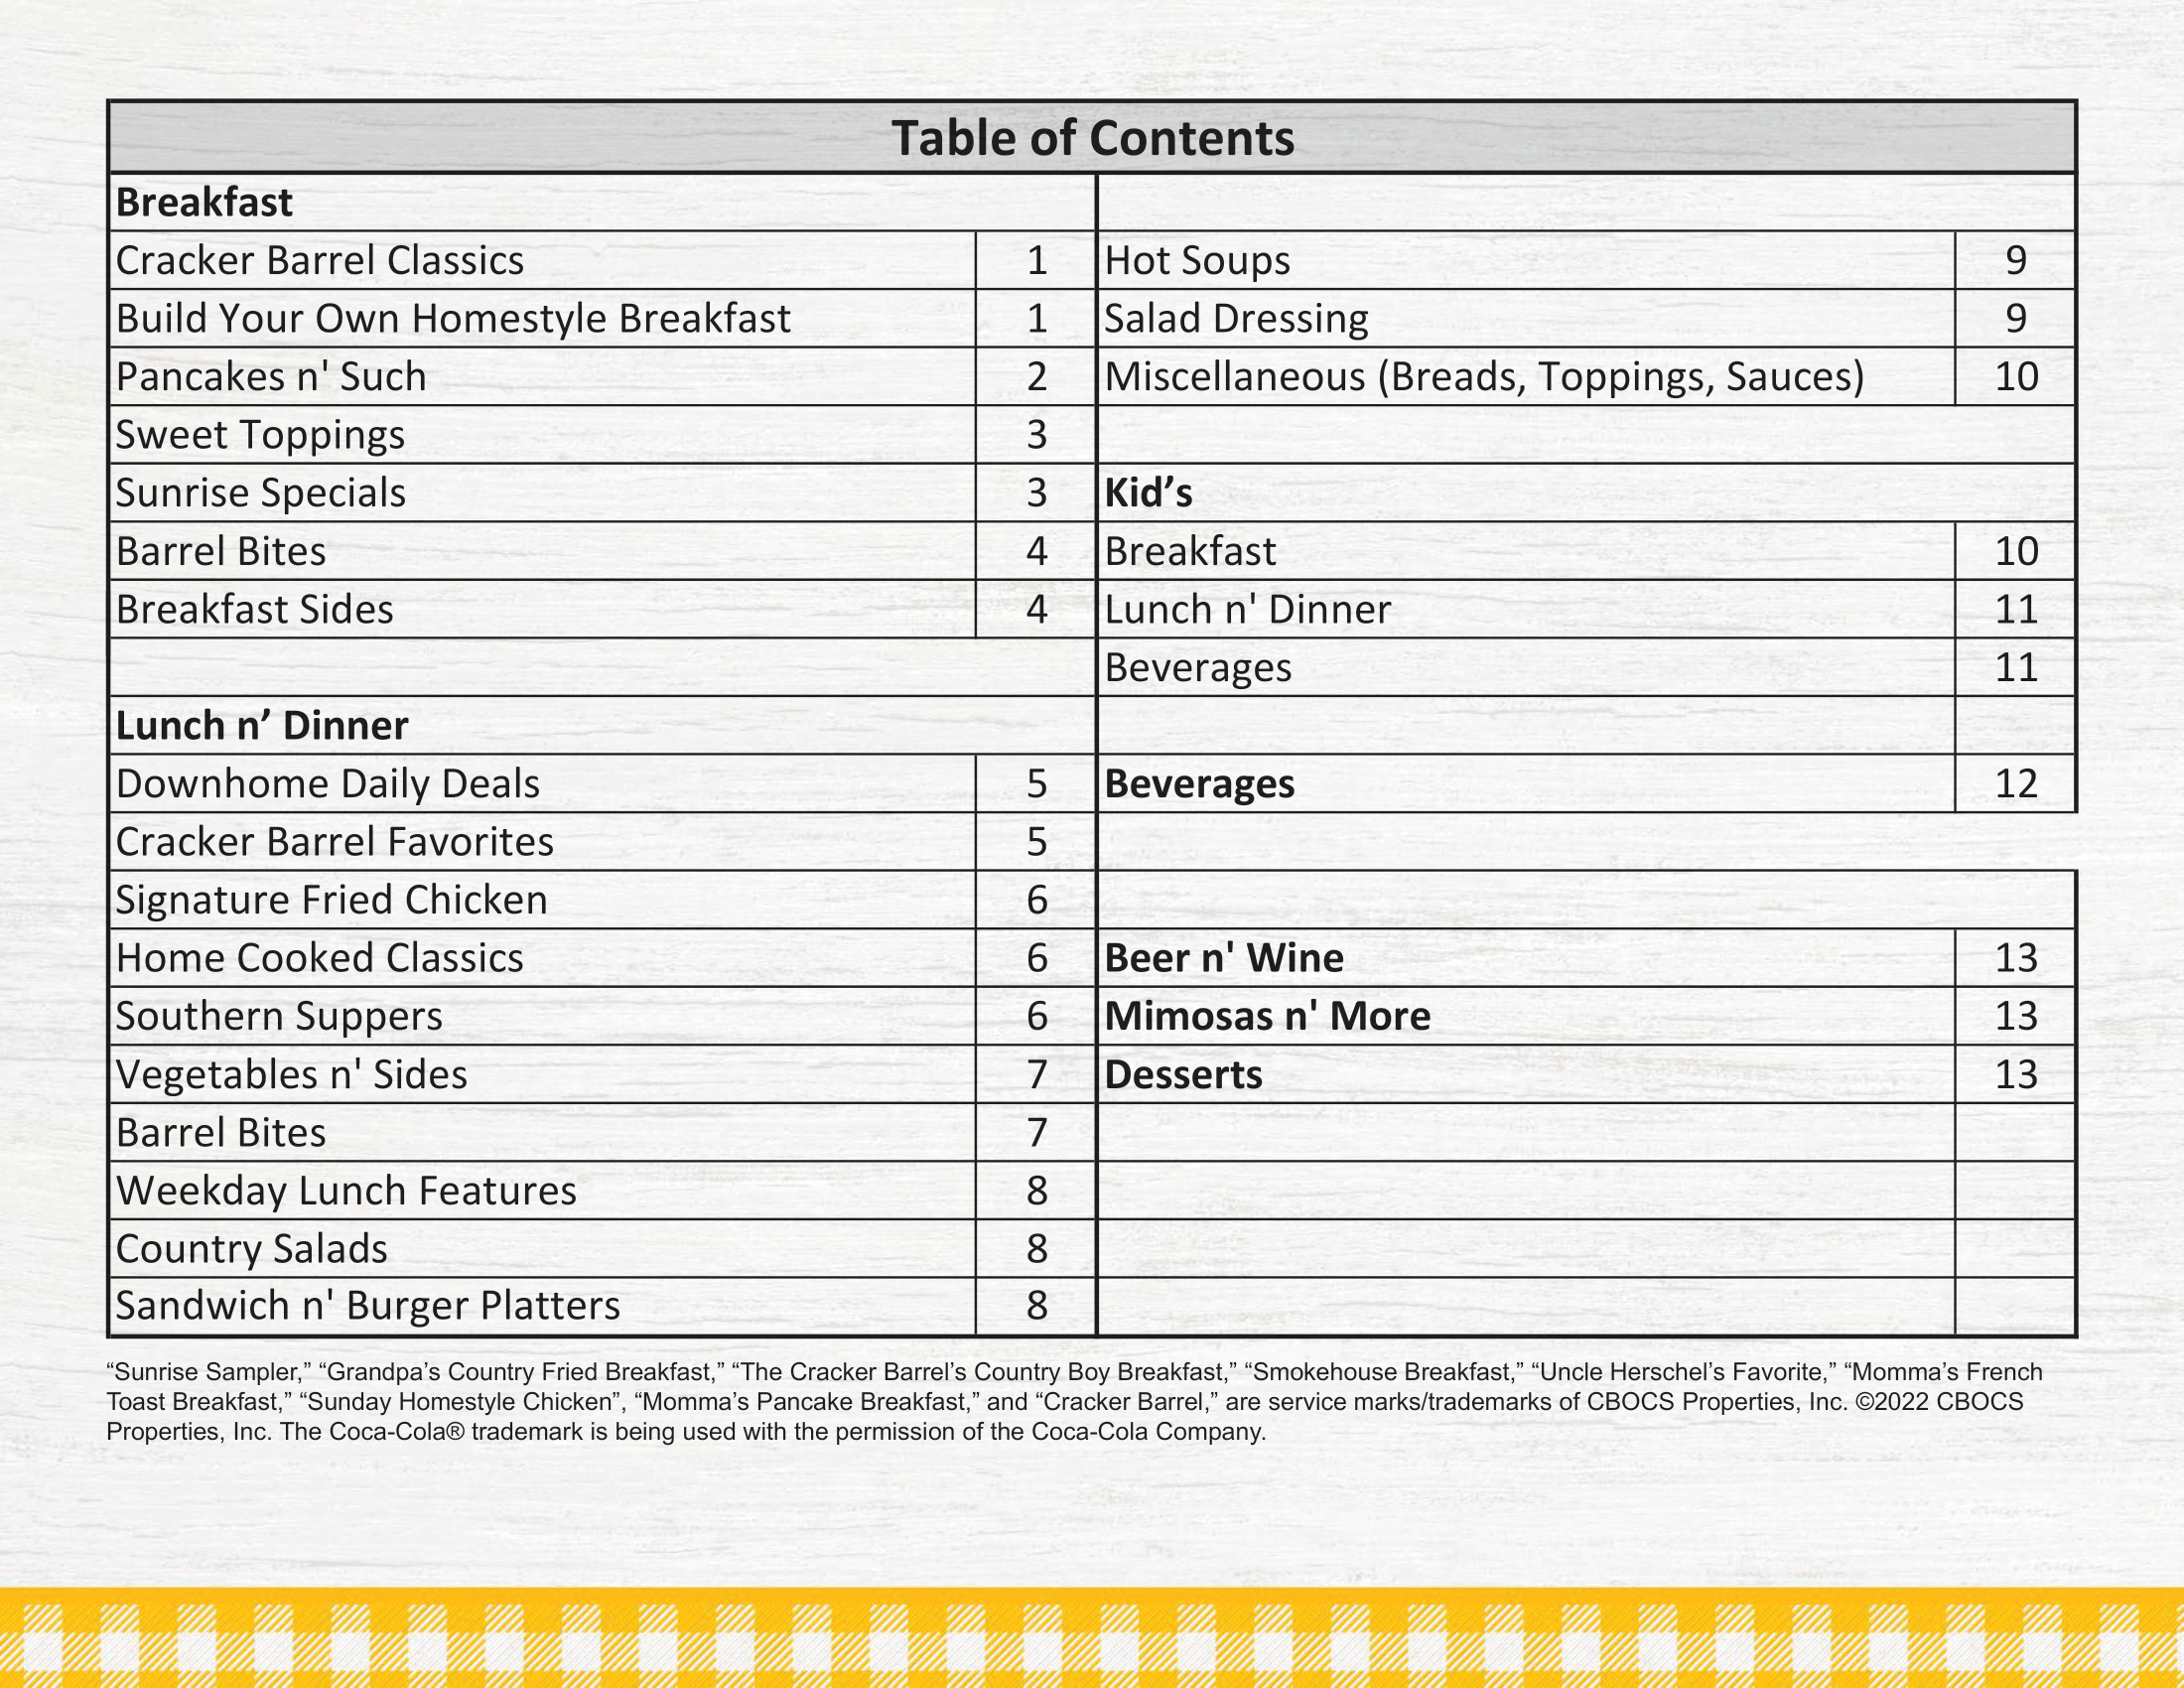 Table of Contents
Breakfast
Cracker Barrel Classics 1
Build Your Own Homestyle Breakfast 1
Pancakes n' Such 2
Sweet Toppings 3
Sunrise Specials 3
Barrel Bites 4
Breakfast Sides 4
Lunch n’ Dinner
Downhome Daily Deals 5
Cracker Barrel Favorites 5
Signature Fried Chicken 6
Home Cooked Classics 6
Southern Suppers 6
Vegetables n' Sides 7
Barrel Bites 7
Weekday Lunch Features 8
Country Salads 8
Sandwich n' Burger Platters 8
Hot Soups 9
Salad Dressing 9
Miscellaneous (Breads, Toppings, Sauces) 10
Kid’s
Breakfast 10
Lunch n' Dinner 11
Beverages 11
Beverages 12
Beer n' Wine 13
Mimosas n' More 13
Desserts 13
“Sunrise Sampler,” “Grandpa’s Country Fried Breakfast,” “The Cracker Barrel’s Country Boy Breakfast,” “Smokehouse Breakfast,” “Uncle Herschel’s Favorite,” “Momma’s French
Toast Breakfast,” “Sunday Homestyle Chicken”, “Momma’s Pancake Breakfast,” and “Cracker Barrel,” are service marks/trademarks of CBOCS Properties, Inc. ©2022 CBOCS
Properties, Inc. The Coca-Cola® trademark is being used with the permission of the Coca-Cola Company.